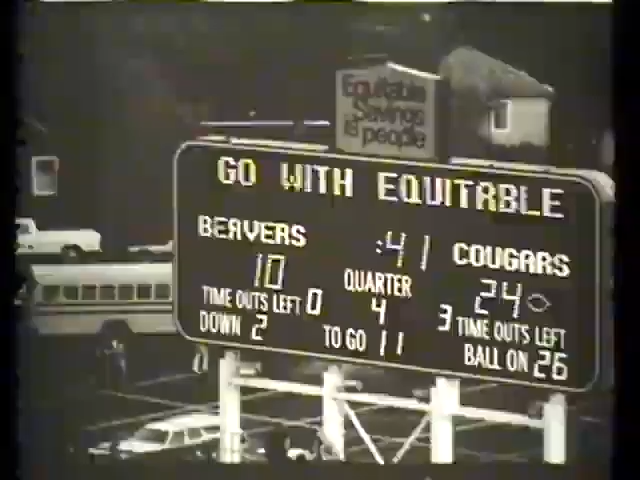 Equitable
Savings
is people
GO WITH EQUITABLE
BEAVERS :41 COUGARS
10 QUARTER 24
TIME OUTS LEFT 0 4 3 TIME OUTS LEFT
DOWN 2 TO GO 11 BALL ON 26